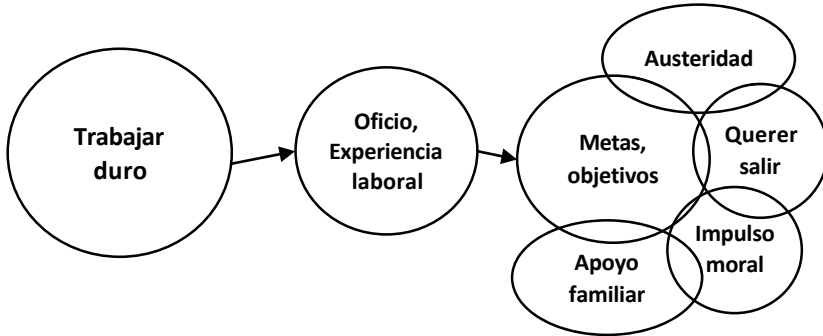 Trabajar
duro
Oficio,
Experiencia
laboral
Metas,
objetivos
Austeridad
Querer
salir
Impulso
moral
Apoyo
familiar